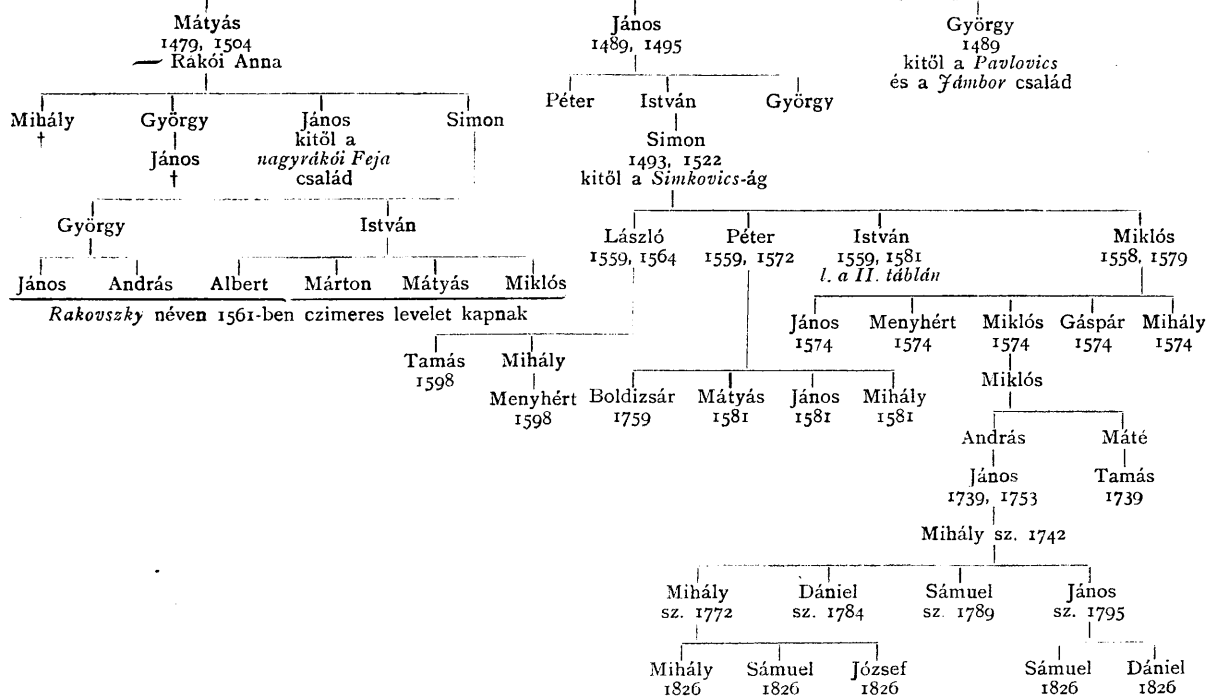 Mátyás
1479, 1504
— Rákói Anna
János
1489, 1495
György
1489
kitől a Pavlovics
és a Jámbor család
Péter István György
Mihály
†
György
János
kitől a
nagyrákói Feja
család
Simon
János
†
Simon
1493, 1522
kitől a Simkovics-ág
György István
László
1559, 1564
Péter
1559, 1572
István
1559, 1581
l. a II. táblán
Miklós
1558, 1579
János András Albert Márton Mátyás Miklós
Rakovszky néven 1561-ben czimeres levelet kapnak
János
1574
Menyhért
1574
Miklós
1574
Gáspár
1574
Mihály
1574
Tamás
1598
Mihály
Menyhért
1598
Boldizsár
1759
Mátyás
1581
János
1581
Mihály
1581
Miklós
András Máté
János
1739, 1753
Tamás
1739
Mihály sz. 1742
Mihály
sz. 1772
Dániel
sz. 1784
Sámuel
sz. 1789
János
sz. 1795
Mihály
1826
Sámuel
1826
József
1826
Sámuel
1826
Dániel
1826